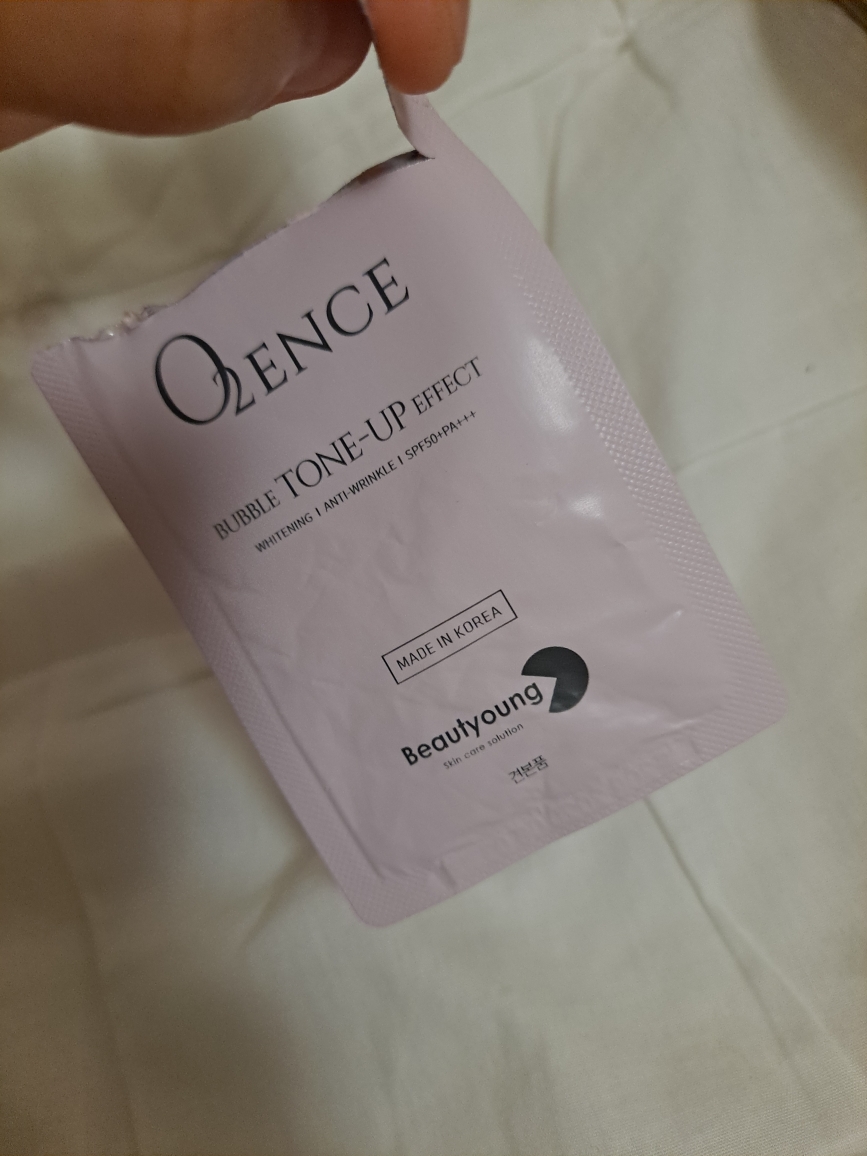 O2ENCE
BUBBLE TONE-UP EFFECT
WHITENING I ANTI-WRINKLE I SPF50+PA+++
MADE IN KOREA
Beautyoung
Skin care solution
견본품